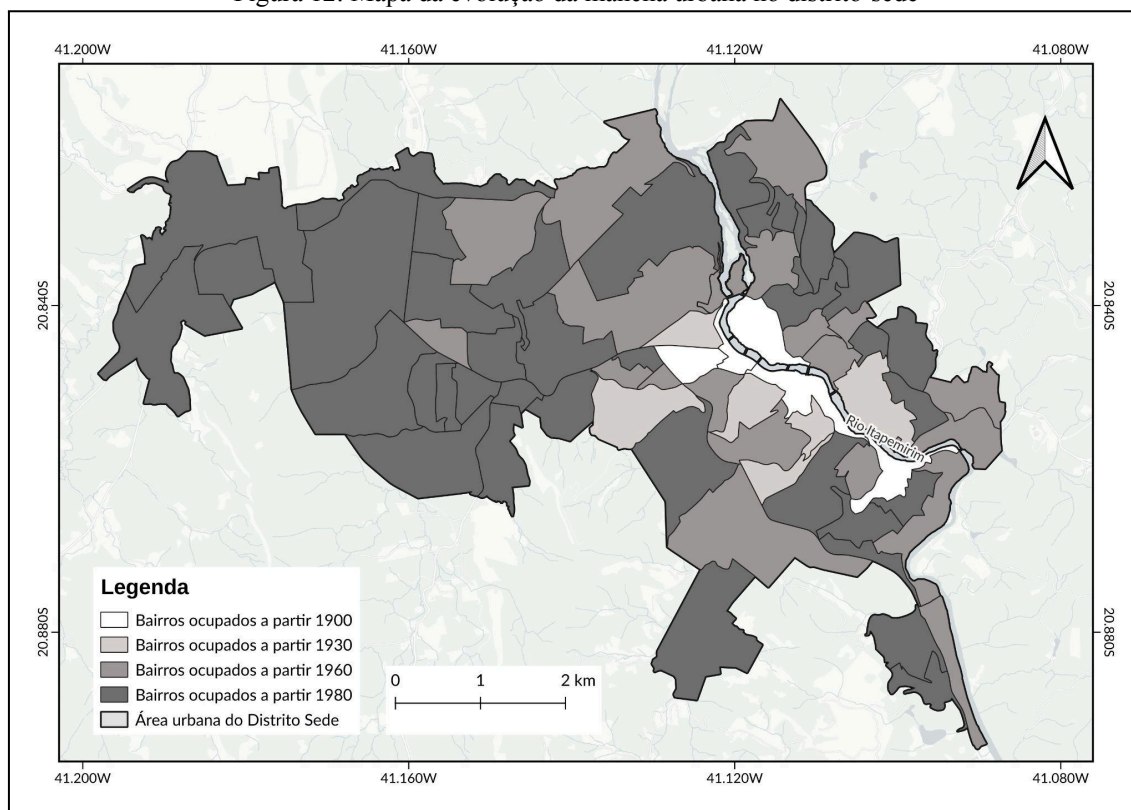 Figura 12: Mapa da evolução da mancha urbana no distrito-sede
41.200W
41.160W
41.120W
41.080W
20.840S
20.840S
Rio Itapemirim
20.880S
20.880S
Legenda
Bairros ocupados a partir 1900
Bairros ocupados a partir 1930
Bairros ocupados a partir 1960
Bairros ocupados a partir 1980
Área urbana do Distrito Sede
0 1 2 km
41.200W
41.160W
41.120W
41.080W